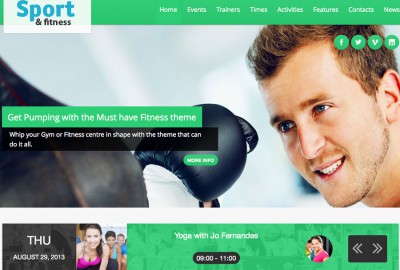 Sport
& fitness
Home Events Trainers Times Activities Features Contacts News
Get Pumping with the Must have Fitness theme
Whip your Gym or Fitness centre in shape with the theme that can
do it all.
MORE INFO
THU
AUGUST 29, 2013
Yoga with Jo Fernandes
09:00 - 11:00